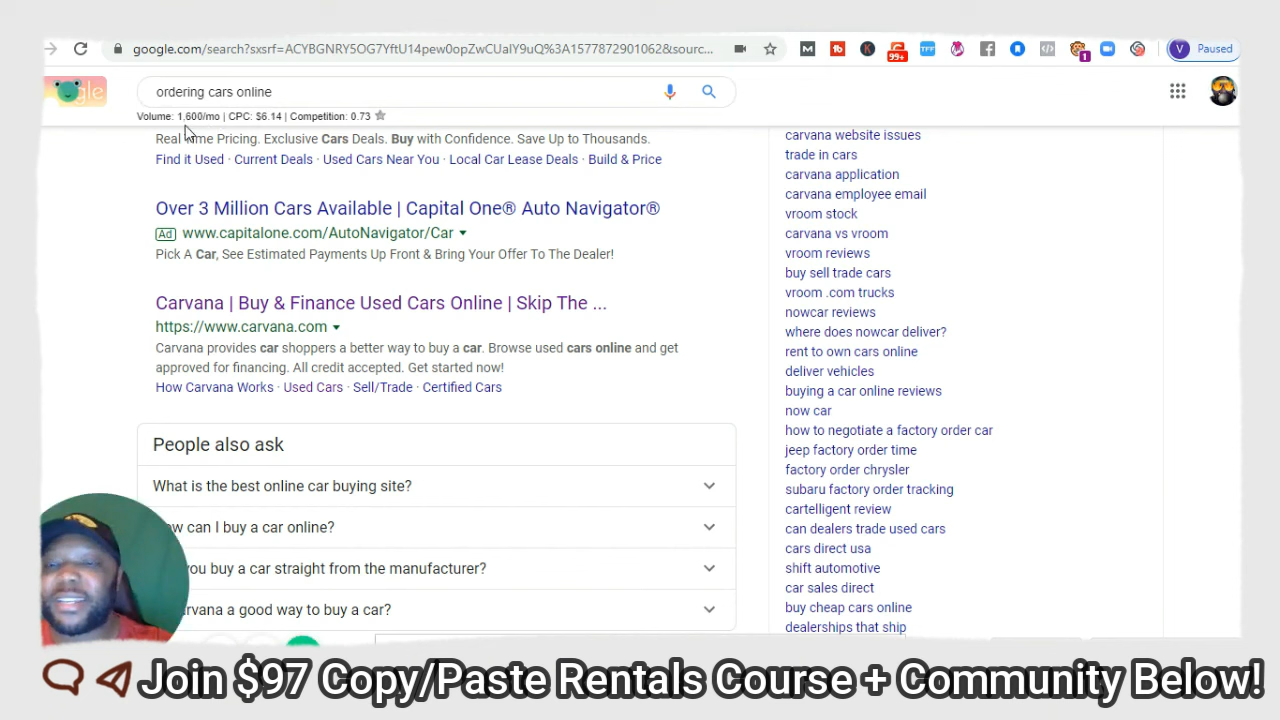 google.com/search?sxsrf=ACYBGNRY5OG7YftU14pew0opZwCUaIY9uQ%3A1577872901062&sourc...
99+
TFF
1
V Paused
ordering cars online
Volume: 1,600/mo | CPC: $6.14 | Competition: 0.73
Real Time Pricing. Exclusive Cars Deals. Buy with Confidence. Save Up to Thousands.
Find it Used · Current Deals · Used Cars Near You · Local Car Lease Deals · Build & Price
Over 3 Million Cars Available | Capital One® Auto Navigator®
Ad www.capitalone.com/AutoNavigator/Car
Pick A Car, See Estimated Payments Up Front & Bring Your Offer To The Dealer!
Carvana | Buy & Finance Used Cars Online | Skip The ...
https://www.carvana.com
Carvana provides car shoppers a better way to buy a car. Browse used cars online and get
approved for financing. All credit accepted. Get started now!
How Carvana Works · Used Cars · Sell/Trade · Certified Cars
People also ask
What is the best online car buying site?
How can I buy a car online?
you buy a car straight from the manufacturer?
Carvana a good way to buy a car?
carvana website issues
trade in cars
carvana application
carvana employee email
vroom stock
carvana vs vroom
vroom reviews
buy sell trade cars
vroom .com trucks
nowcar reviews
where does nowcar deliver?
rent to own cars online
deliver vehicles
buying a car online reviews
now car
how to negotiate a factory order car
jeep factory order time
factory order chrysler
subaru factory order tracking
cartelligent review
can dealers trade used cars
cars direct usa
shift automotive
car sales direct
buy cheap cars online
dealerships that ship
Join $97 Copy/Paste Rentals Course + Community Below!